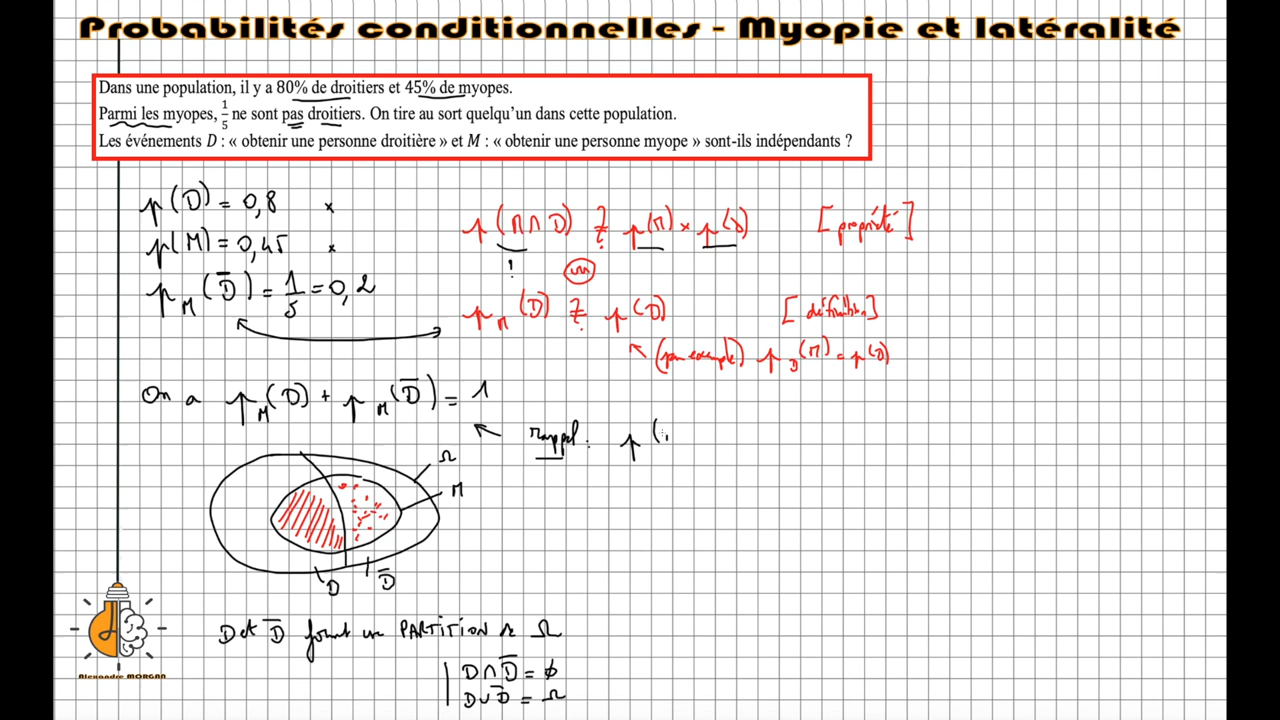 Probabilités conditionnelles - Myopie et latéralité
Dans une population, il y a 80% de droitiers et 45% de myopes.
Parmi les myopes, 1/5 ne sont pas droitiers. On tire au sort quelqu'un dans cette population.
Les événements D : « obtenir une personne droitière » et M : « obtenir une personne myope » sont-ils indépendants ?
p(D) = 0,8 ×
p(M) = 0,45 ×
p_M(D̅) = 1/5 = 0,2
p(M∩D) =? p(M) × p(D) [propriété]
!
ou
p_M(D) =? p(D) [définition]
(par exemple) p_D(M) = p(D)
On a p_M(D) + p_M(D̅) = 1
rappel : p(
Ω
M
D D̅
D et D̅ forment une PARTITION de Ω
D∩D̅ = ∅
D∪D̅ = Ω
Alexandre MORGAN